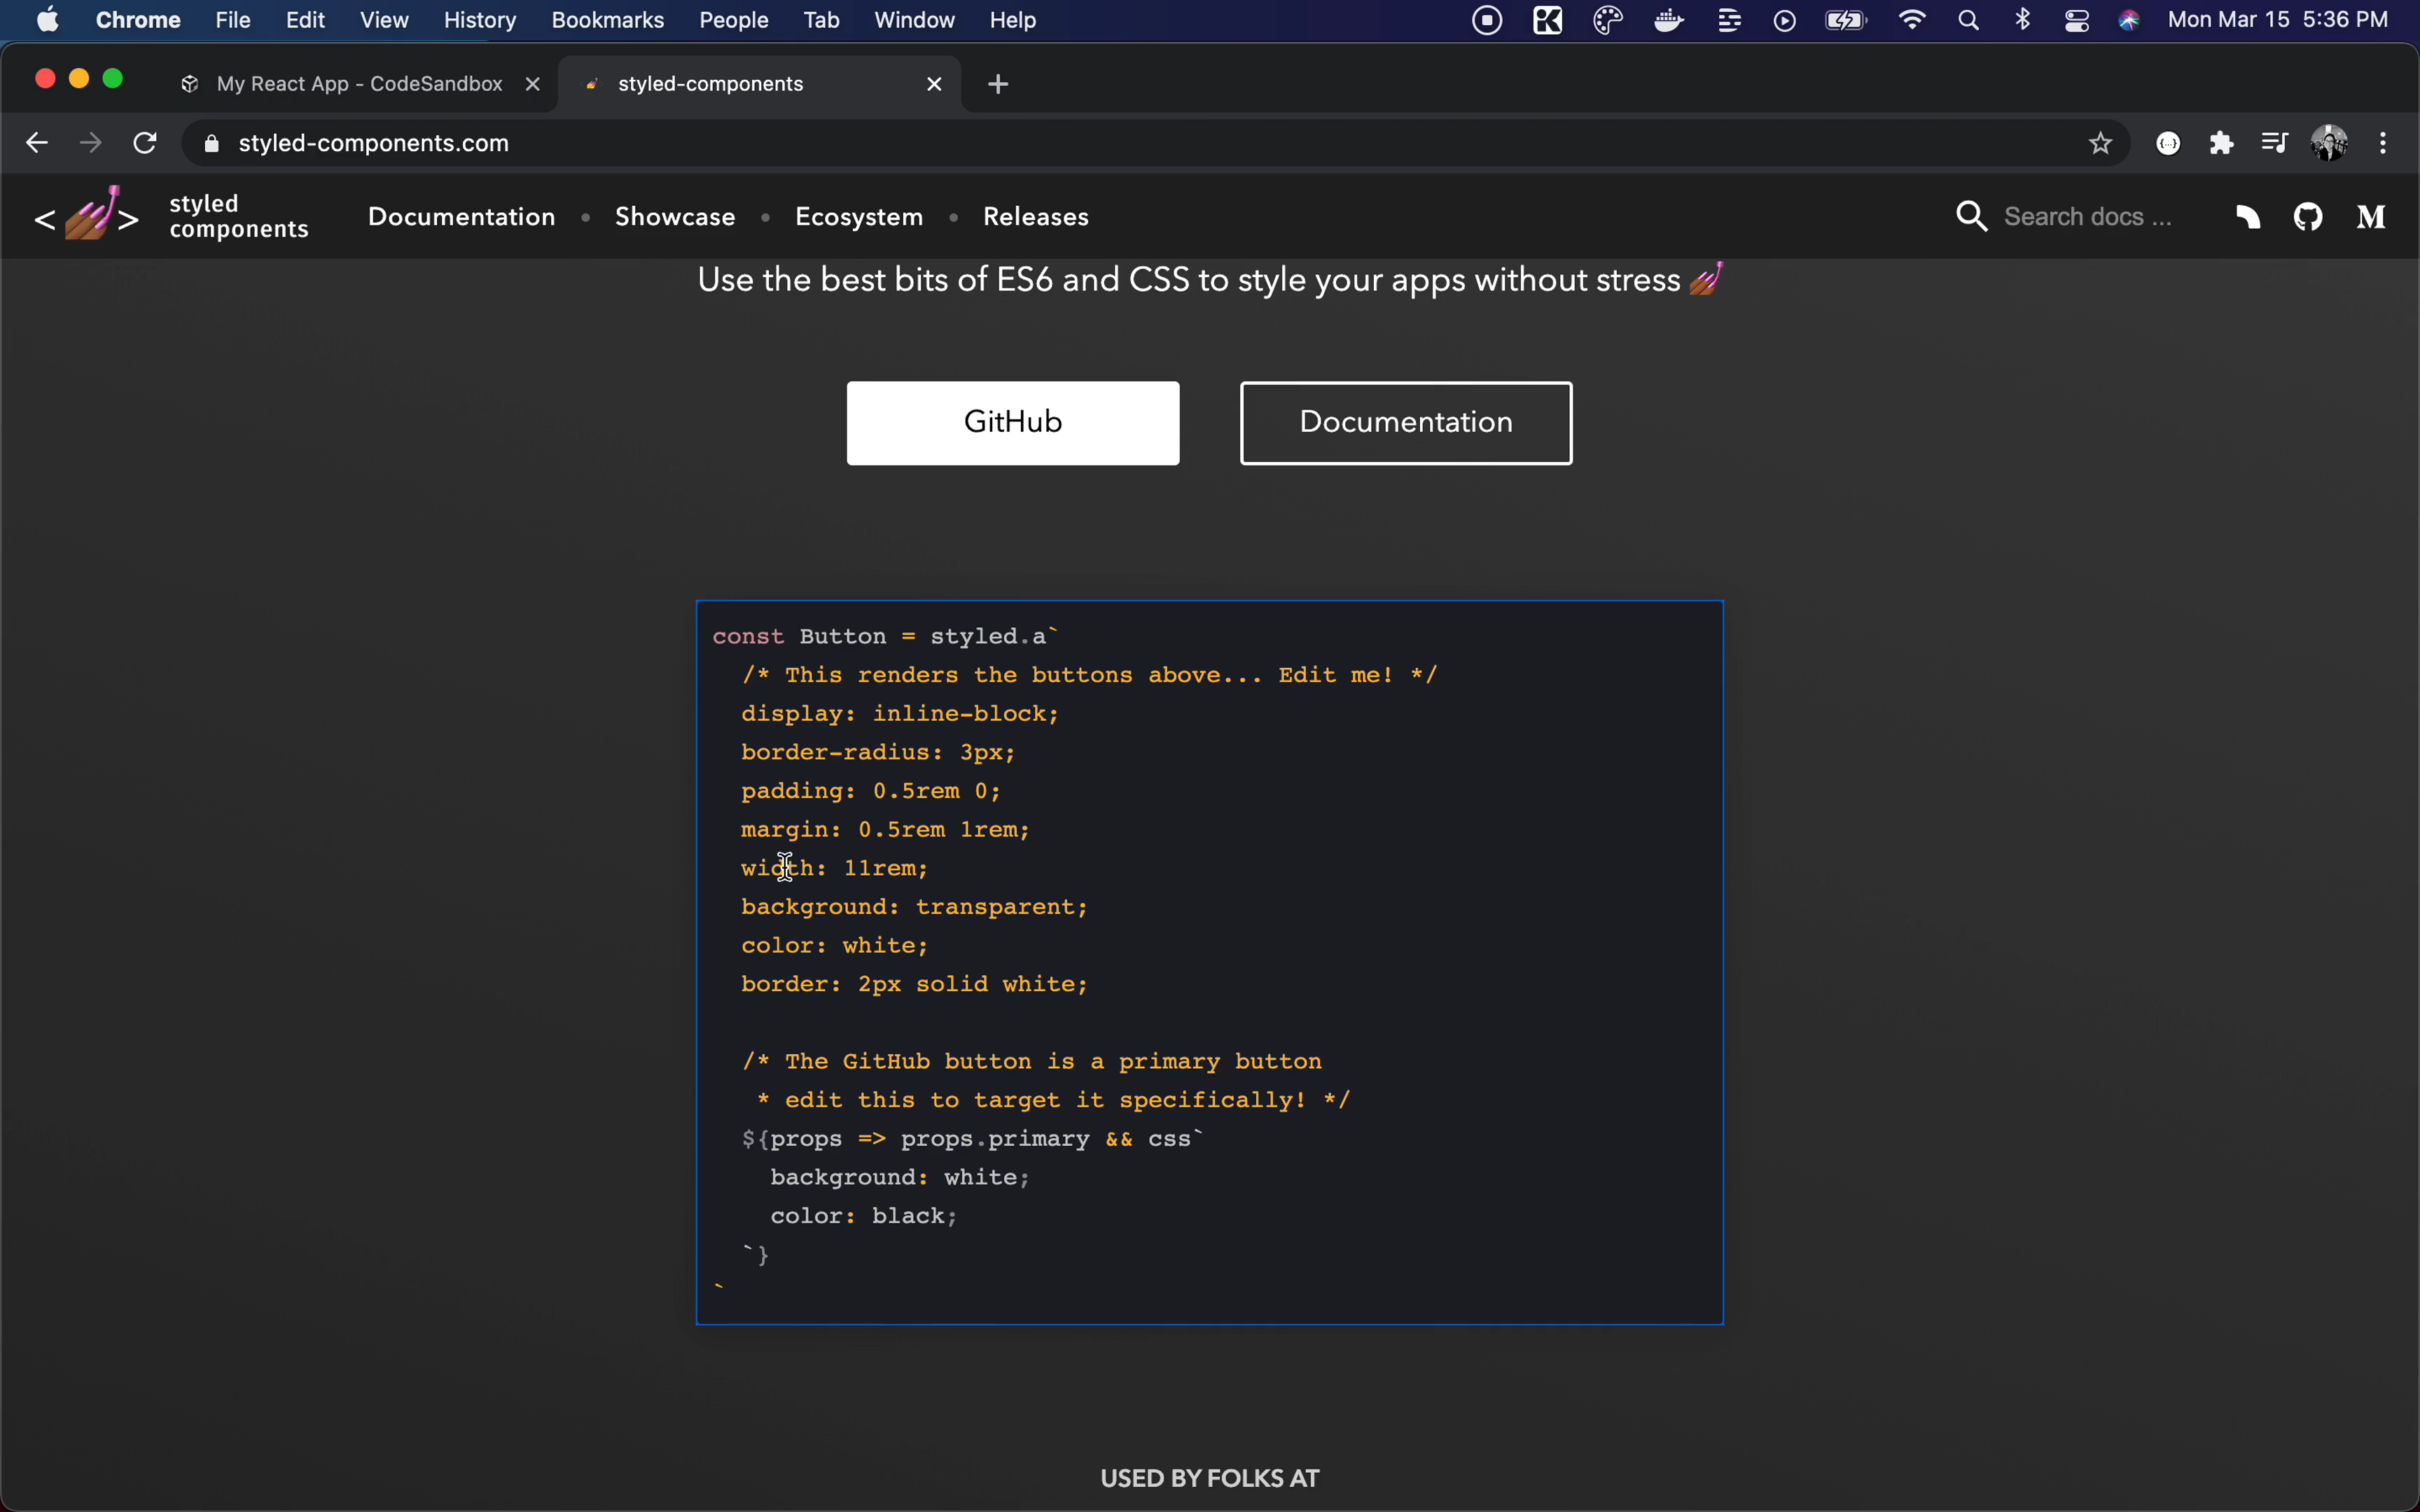 Chrome File Edit View History Bookmarks People Tab Window Help Mon Mar 15 5:36 PM
My React App - CodeSandbox styled-components
styled-components.com
styled
components
Documentation • Showcase • Ecosystem • Releases Search docs ...
Use the best bits of ES6 and CSS to style your apps without stress 💅🏾
GitHub Documentation
const Button = styled.a`
  /* This renders the buttons above... Edit me! */
  display: inline-block;
  border-radius: 3px;
  padding: 0.5rem 0;
  margin: 0.5rem 1rem;
  width: 11rem;
  background: transparent;
  color: white;
  border: 2px solid white;
  /* The GitHub button is a primary button
   * edit this to target it specifically! */
  ${props => props.primary && css`
    background: white;
    color: black;
  `}
`
USED BY FOLKS AT